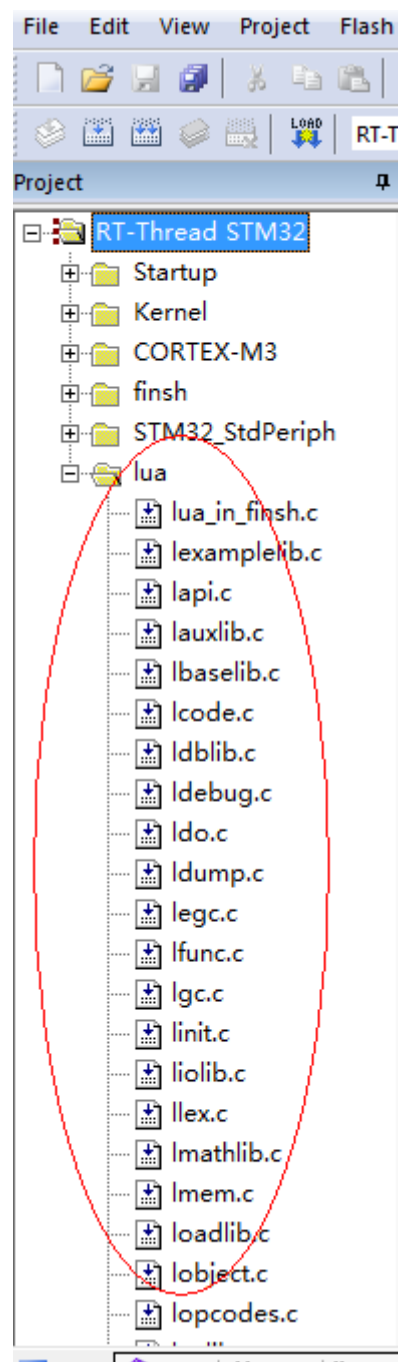 File Edit View Project Flash
LOAD RT-T
Project
RT-Thread STM32
Startup
Kernel
CORTEX-M3
finsh
STM32_StdPeriph
lua
lua_in_finsh.c
lexamplelib.c
lapi.c
lauxlib.c
lbaselib.c
lcode.c
ldblib.c
ldebug.c
ldo.c
ldump.c
legc.c
lfunc.c
lgc.c
linit.c
liolib.c
llex.c
lmathlib.c
lmem.c
loadlib.c
lobject.c
lopcodes.c